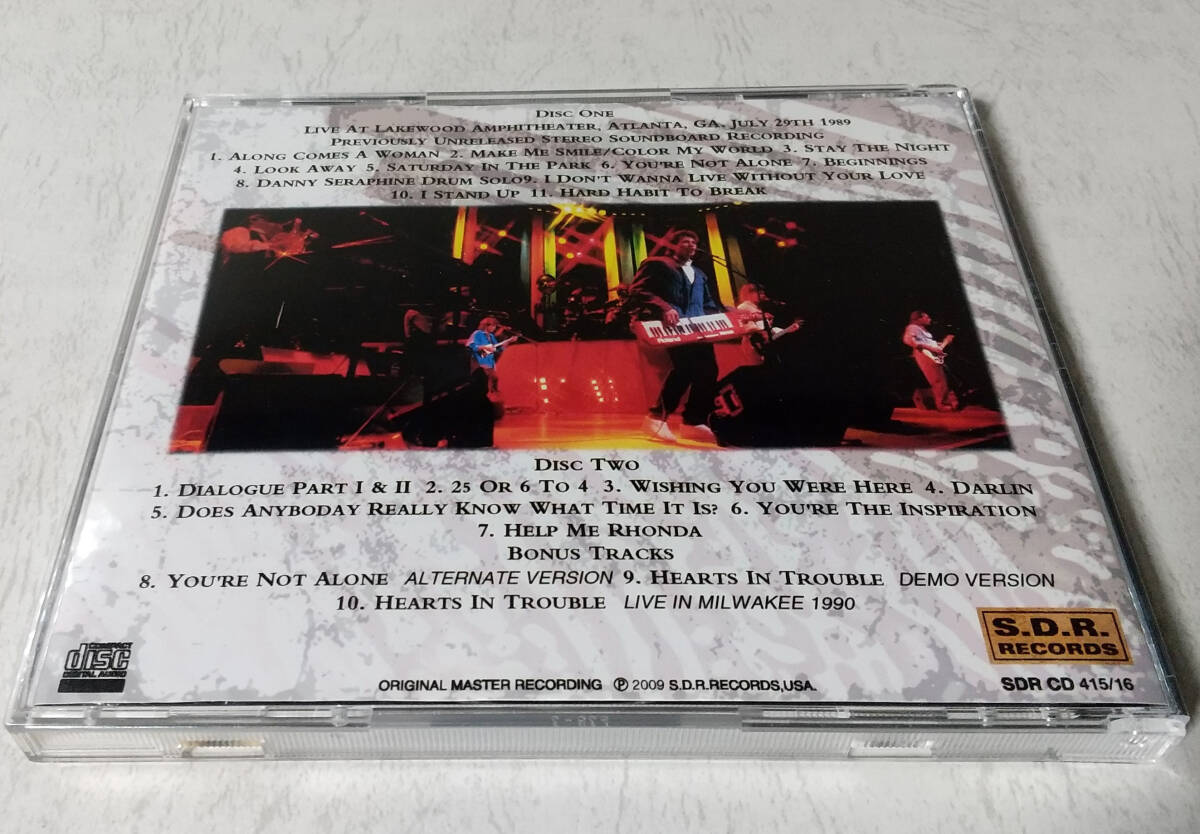 DISC ONE
LIVE AT LAKEWOOD AMPHITHEATER, ATLANTA, GA. JULY 29TH 1989
PREVIOUSLY UNRELEASED STEREO SOUNDBOARD RECORDING
1. ALONG COMES A WOMAN 2. MAKE ME SMILE/COLOR MY WORLD 3. STAY THE NIGHT
4. LOOK AWAY 5. SATURDAY IN THE PARK 6. YOU'RE NOT ALONE 7. BEGINNINGS
8. DANNY SERAPHINE DRUM SOLO9. I DON'T WANNA LIVE WITHOUT YOUR LOVE
10. I STAND UP 11. HARD HABIT TO BREAK
Roland
DISC TWO
1. DIALOGUE PART I & II 2. 25 OR 6 TO 4 3. WISHING YOU WERE HERE 4. DARLIN
5. DOES ANYBODAY REALLY KNOW WHAT TIME IT IS? 6. YOU'RE THE INSPIRATION
7. HELP ME RHONDA
BONUS TRACKS
8. YOU'RE NOT ALONE ALTERNATE VERSION 9. HEARTS IN TROUBLE DEMO VERSION
10. HEARTS IN TROUBLE LIVE IN MILWAKEE 1990
S.D.R.
RECORDS
COMPACT
disc
DIGITAL AUDIO
ORIGINAL MASTER RECORDING ℗ 2009 S.D.R.RECORDS,USA.
SDR CD 415/16